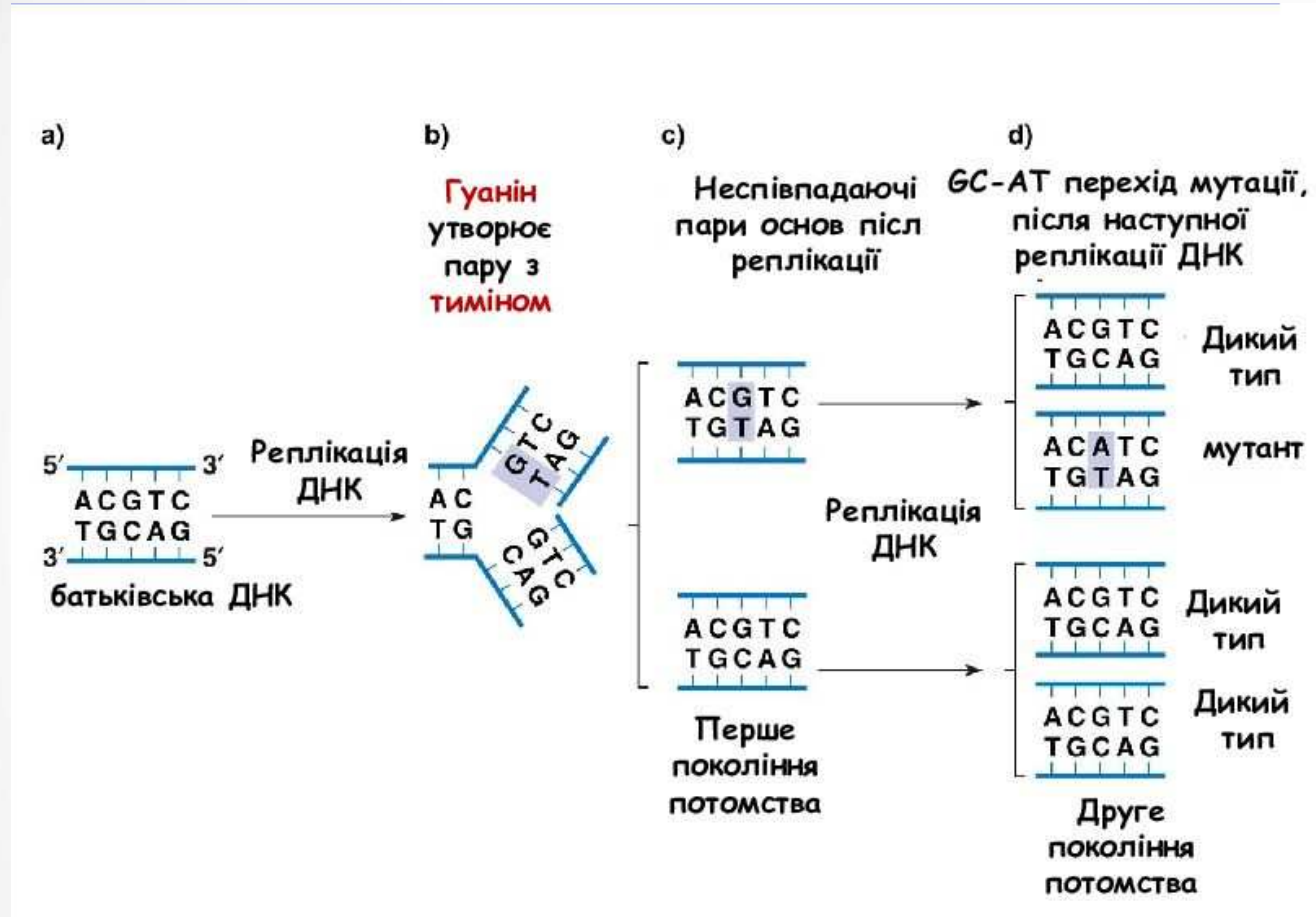 a)
5′ 3′
ACGTC
TGCAG
3′ 5′
батьківська ДНК
Реплікація
ДНК
b)
Гуанін
утворює
пару з
тиміном
GTC
TAG
AC
TG
GTC
CAG
c)
Неспівпадаючі
пари основ післ
реплікації
ACGTC
TGTAG
ACGTC
TGCAG
Перше
покоління
потомства
Реплікація
ДНК
d)
GC-AT перехід мутації,
після наступної
реплікації ДНК
ACGTC
TGCAG
Дикий
тип
ACATC
TGTAG
мутант
ACGTC
TGCAG
Дикий
тип
ACGTC
TGCAG
Дикий
тип
Друге
покоління
потомства